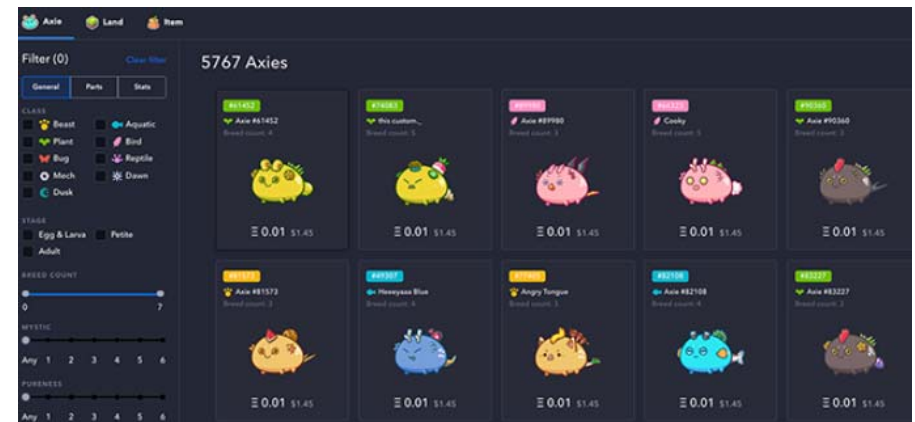 Axie Land Item
Filter (0) Clear filter
General Parts Stats
CLASS
Beast Aquatic
Plant Bird
Bug Reptile
Mech Dawn
Dusk
STAGE
Egg & Larva Petite
Adult
BREED COUNT
0 7
MYSTIC
Any 1 2 3 4 5 6
PURENESS
Any 1 2 3 4 5 6
5767 Axies
#61452
Axie #61452
Breed count: 4
Ξ 0.01 $1.45
#74083
this custom._
Breed count: 5
Ξ 0.01 $1.45
#89980
Axie #89980
Breed count: 3
Ξ 0.01 $1.45
Cooky
Breed count: 5
Ξ 0.01 $1.45
#90360
Axie #90360
Breed count: 3
Ξ 0.01 $1.45
#81573
Axie #81573
Breed count: 3
Ξ 0.01 $1.45
#49307
Heeeyaaa Blue
Breed count: 4
Ξ 0.01 $1.45
Angry Tongue
Breed count: 3
Ξ 0.01 $1.45
#82108
Axie #82108
Breed count: 4
Ξ 0.01 $1.45
#83227
Axie #83227
Breed count: 2
Ξ 0.01 $1.45